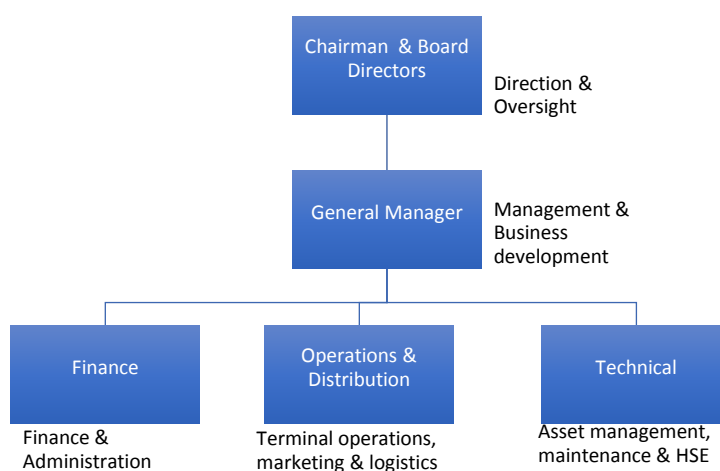 Chairman & Board
Directors
Direction &
Oversight
General Manager
Management &
Business
development
Finance
Operations &
Distribution
Technical
Finance &
Administration
Terminal operations,
marketing & logistics
Asset management,
maintenance & HSE